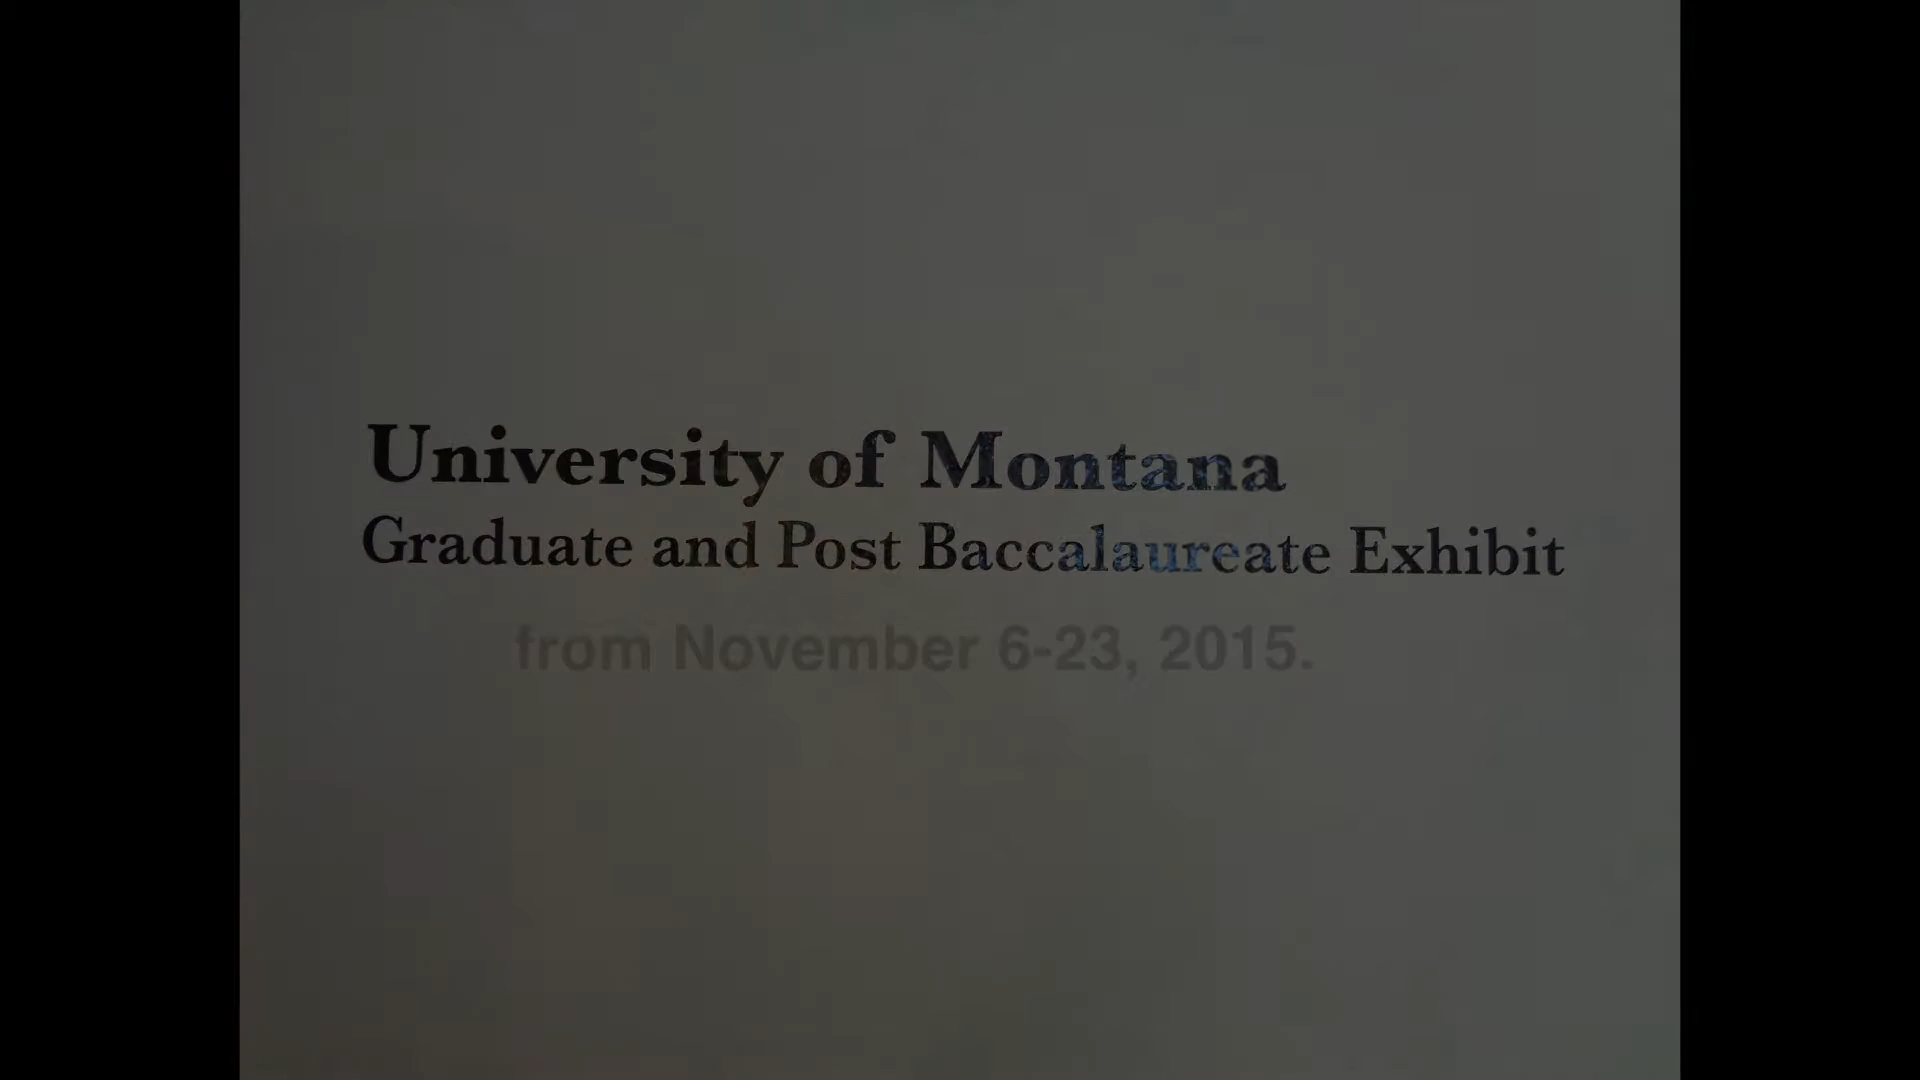 University of Montana
Graduate and Post Baccalaureate Exhibit
from November 6-23, 2015.